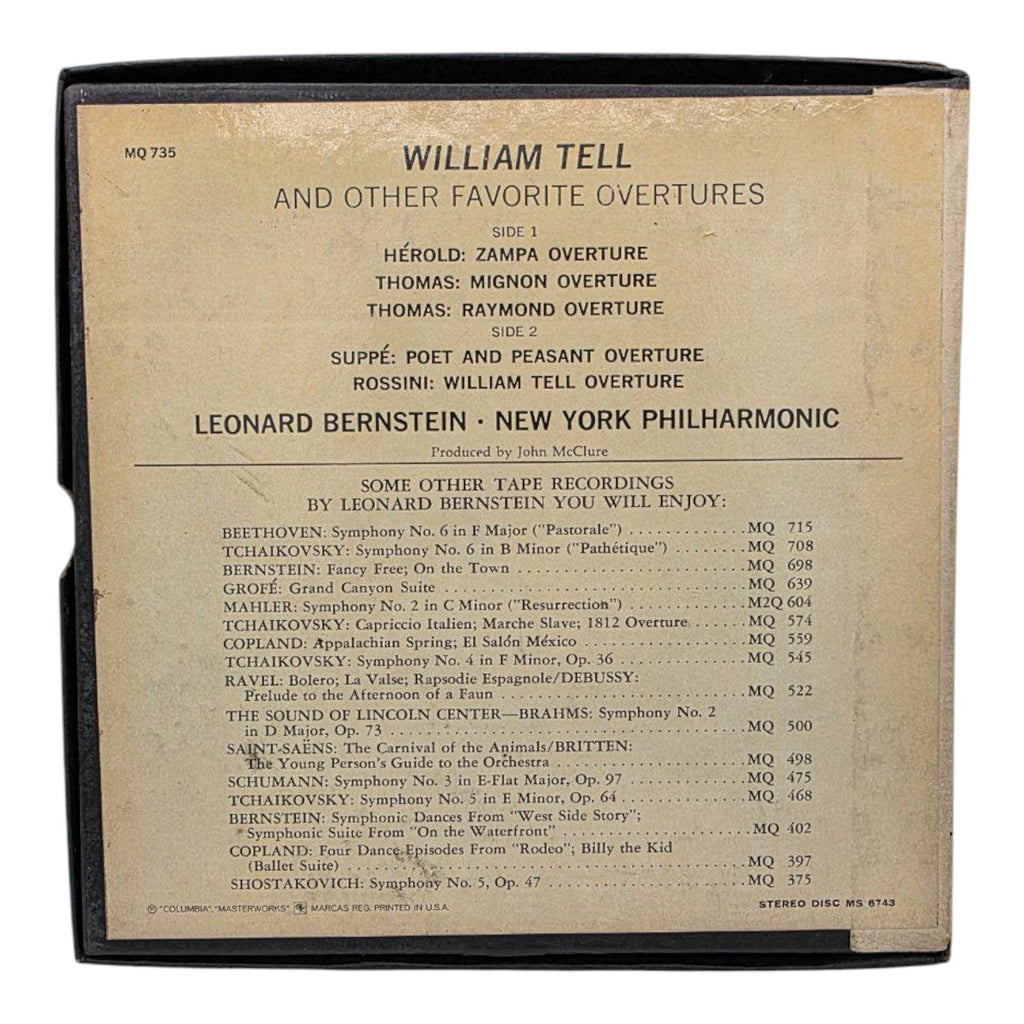 MQ 735
WILLIAM TELL
AND OTHER FAVORITE OVERTURES
SIDE 1
HÉROLD: ZAMPA OVERTURE
THOMAS: MIGNON OVERTURE
THOMAS: RAYMOND OVERTURE
SIDE 2
SUPPÉ: POET AND PEASANT OVERTURE
ROSSINI: WILLIAM TELL OVERTURE
LEONARD BERNSTEIN · NEW YORK PHILHARMONIC
Produced by John McClure
SOME OTHER TAPE RECORDINGS
BY LEONARD BERNSTEIN YOU WILL ENJOY:
BEETHOVEN: Symphony No. 6 in F Major ("Pastorale") . . . . . . . . . . . . MQ 715
TCHAIKOVSKY: Symphony No. 6 in B Minor ("Pathétique") . . . . . . . . MQ 708
BERNSTEIN: Fancy Free; On the Town . . . . . . . . . . . . . . . . . . . . . . . . MQ 698
GROFÉ: Grand Canyon Suite . . . . . . . . . . . . . . . . . . . . . . . . . . . . . . . . MQ 639
MAHLER: Symphony No. 2 in C Minor ("Resurrection") . . . . . . . . . . . . M2Q 604
TCHAIKOVSKY: Capriccio Italien; Marche Slave; 1812 Overture . . . . . . MQ 574
COPLAND: Appalachian Spring; El Salón México . . . . . . . . . . . . . . . . . MQ 559
TCHAIKOVSKY: Symphony No. 4 in F Minor, Op. 36 . . . . . . . . . . . . . MQ 545
RAVEL: Bolero; La Valse; Rapsodie Espagnole/DEBUSSY:
Prelude to the Afternoon of a Faun . . . . . . . . . . . . . . . . . . . . . . . . . . MQ 522
THE SOUND OF LINCOLN CENTER—BRAHMS: Symphony No. 2
in D Major, Op. 73 . . . . . . . . . . . . . . . . . . . . . . . . . . . . . . . . . . . . . . MQ 500
SAINT-SAËNS: The Carnival of the Animals/BRITTEN:
The Young Person's Guide to the Orchestra . . . . . . . . . . . . . . . . . . . . MQ 498
SCHUMANN: Symphony No. 3 in E-Flat Major, Op. 97 . . . . . . . . . . . . . MQ 475
TCHAIKOVSKY: Symphony No. 5 in E Minor, Op. 64 . . . . . . . . . . . . . MQ 468
BERNSTEIN: Symphonic Dances From "West Side Story";
Symphonic Suite From "On the Waterfront" . . . . . . . . . . . . . . . . . . . . MQ 402
COPLAND: Four Dance Episodes From "Rodeo"; Billy the Kid
(Ballet Suite) . . . . . . . . . . . . . . . . . . . . . . . . . . . . . . . . . . . . . . . . . . . MQ 397
SHOSTAKOVICH: Symphony No. 5, Op. 47 . . . . . . . . . . . . . . . . . . . . . MQ 375
℗ "COLUMBIA", "MASTERWORKS" MARCAS REG. PRINTED IN U.S.A.
STEREO DISC MS 6743